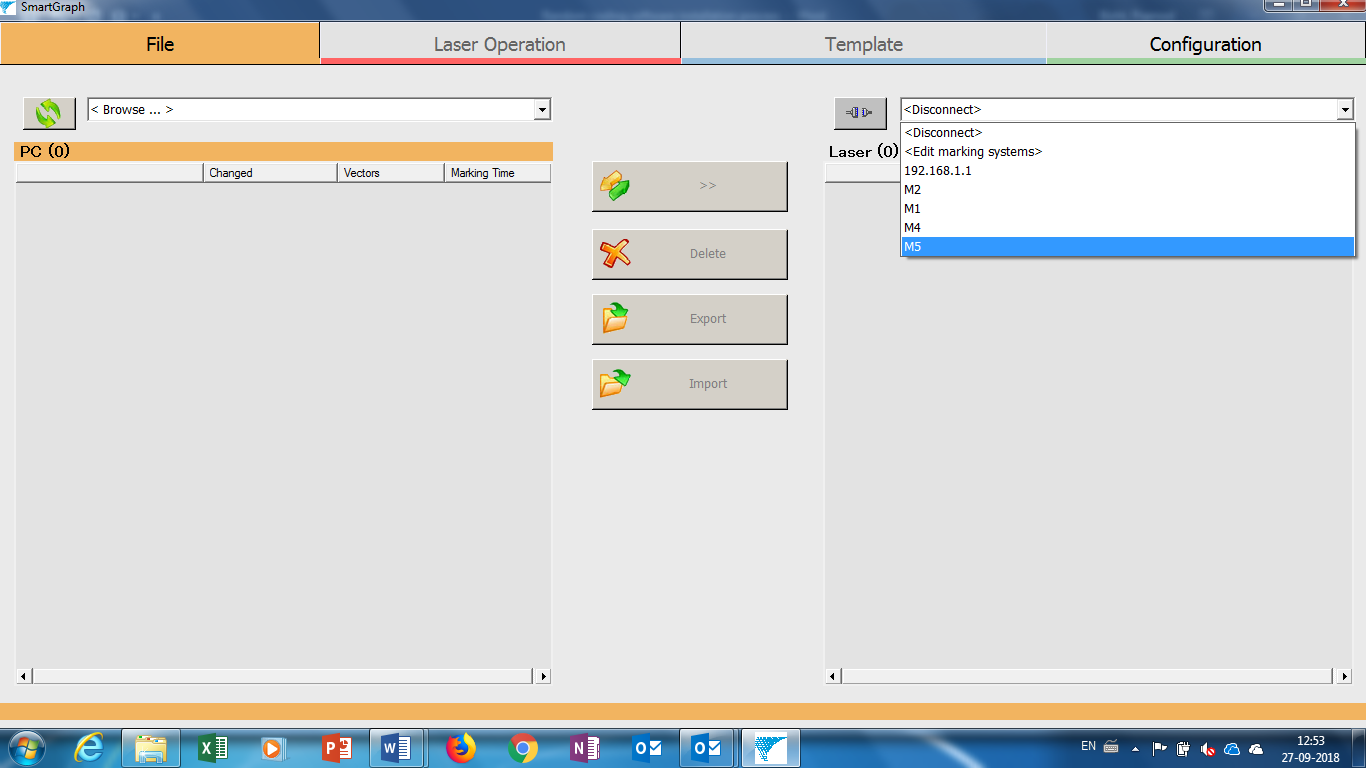 SmartGraph
File
Laser Operation
Template
Configuration
< Browse ... >
<Disconnect>
<Disconnect>
<Edit marking systems>
192.168.1.1
M2
M1
M4
M5
PC (0)
Laser (0)
Changed
Vectors
Marking Time
>>
Delete
Export
Import
EN
12:53
27-09-2018